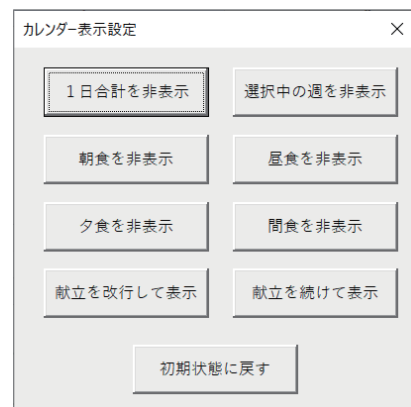 カレンダー表示設定
１日合計を非表示
選択中の週を非表示
朝食を非表示
昼食を非表示
夕食を非表示
間食を非表示
献立を改行して表示
献立を続けて表示
初期状態に戻す